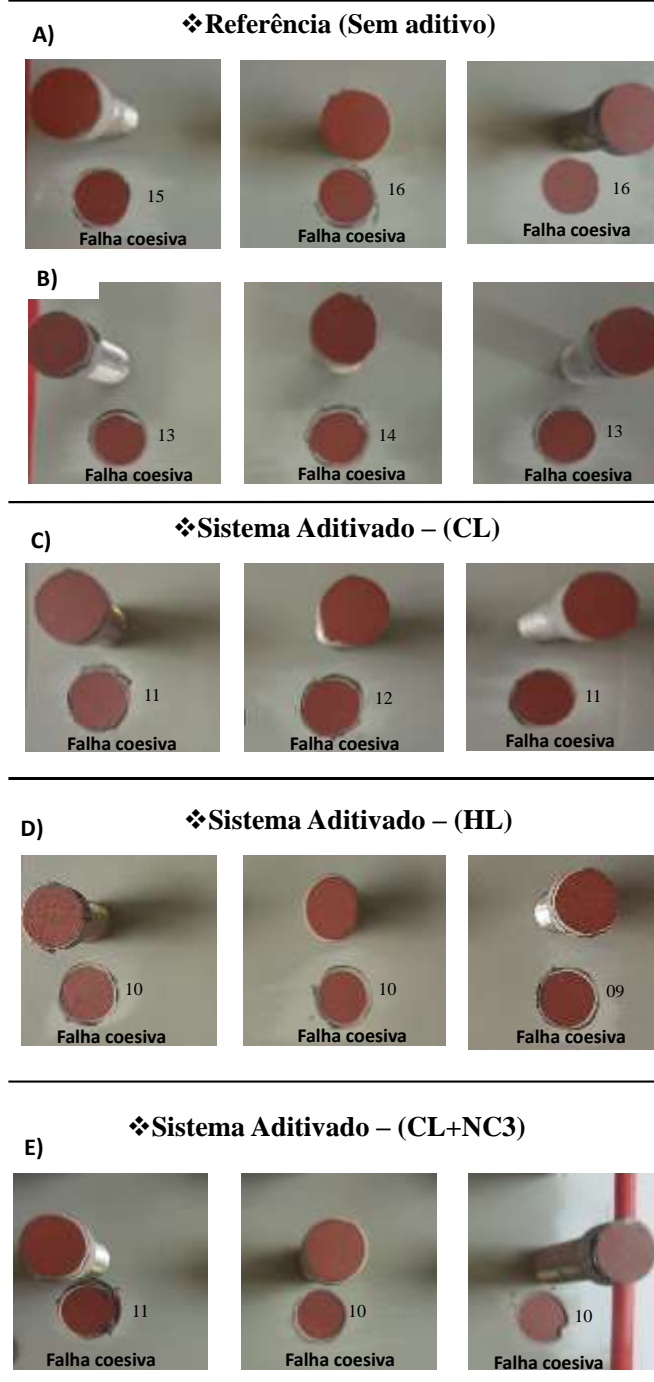 ❖Referência (Sem aditivo)
A)
15
16
16
Falha coesiva
Falha coesiva
Falha coesiva
B)
13
14
13
Falha coesiva
Falha coesiva
Falha coesiva
❖Sistema Aditivado – (CL)
C)
11
12
11
Falha coesiva
Falha coesiva
Falha coesiva
❖Sistema Aditivado – (HL)
D)
10
10
09
Falha coesiva
Falha coesiva
Falha coesiva
❖Sistema Aditivado – (CL+NC3)
E)
11
10
10
Falha coesiva
Falha coesiva
Falha coesiva